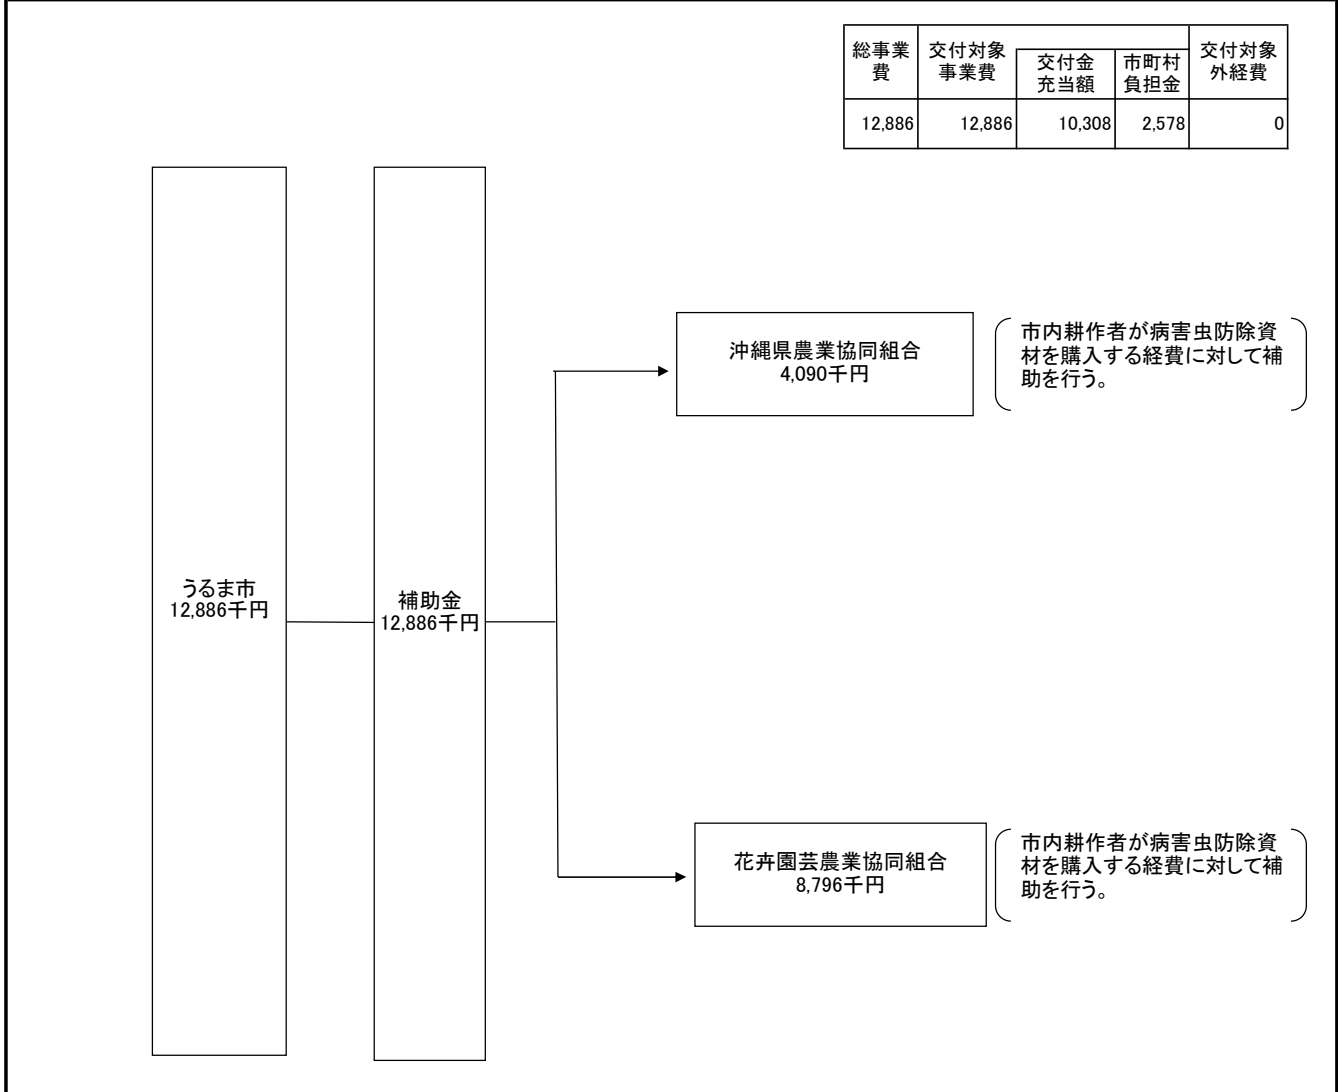 総事業
費
交付対象
事業費
交付金
充当額
市町村
負担金
交付対象
外経費
12,886
12,886
10,308
2,578
0
うるま市
12,886千円
補助金
12,886千円
沖縄県農業協同組合
4,090千円
市内耕作者が病害虫防除資
材を購入する経費に対して補
助を行う。
花卉園芸農業協同組合
8,796千円
市内耕作者が病害虫防除資
材を購入する経費に対して補
助を行う。